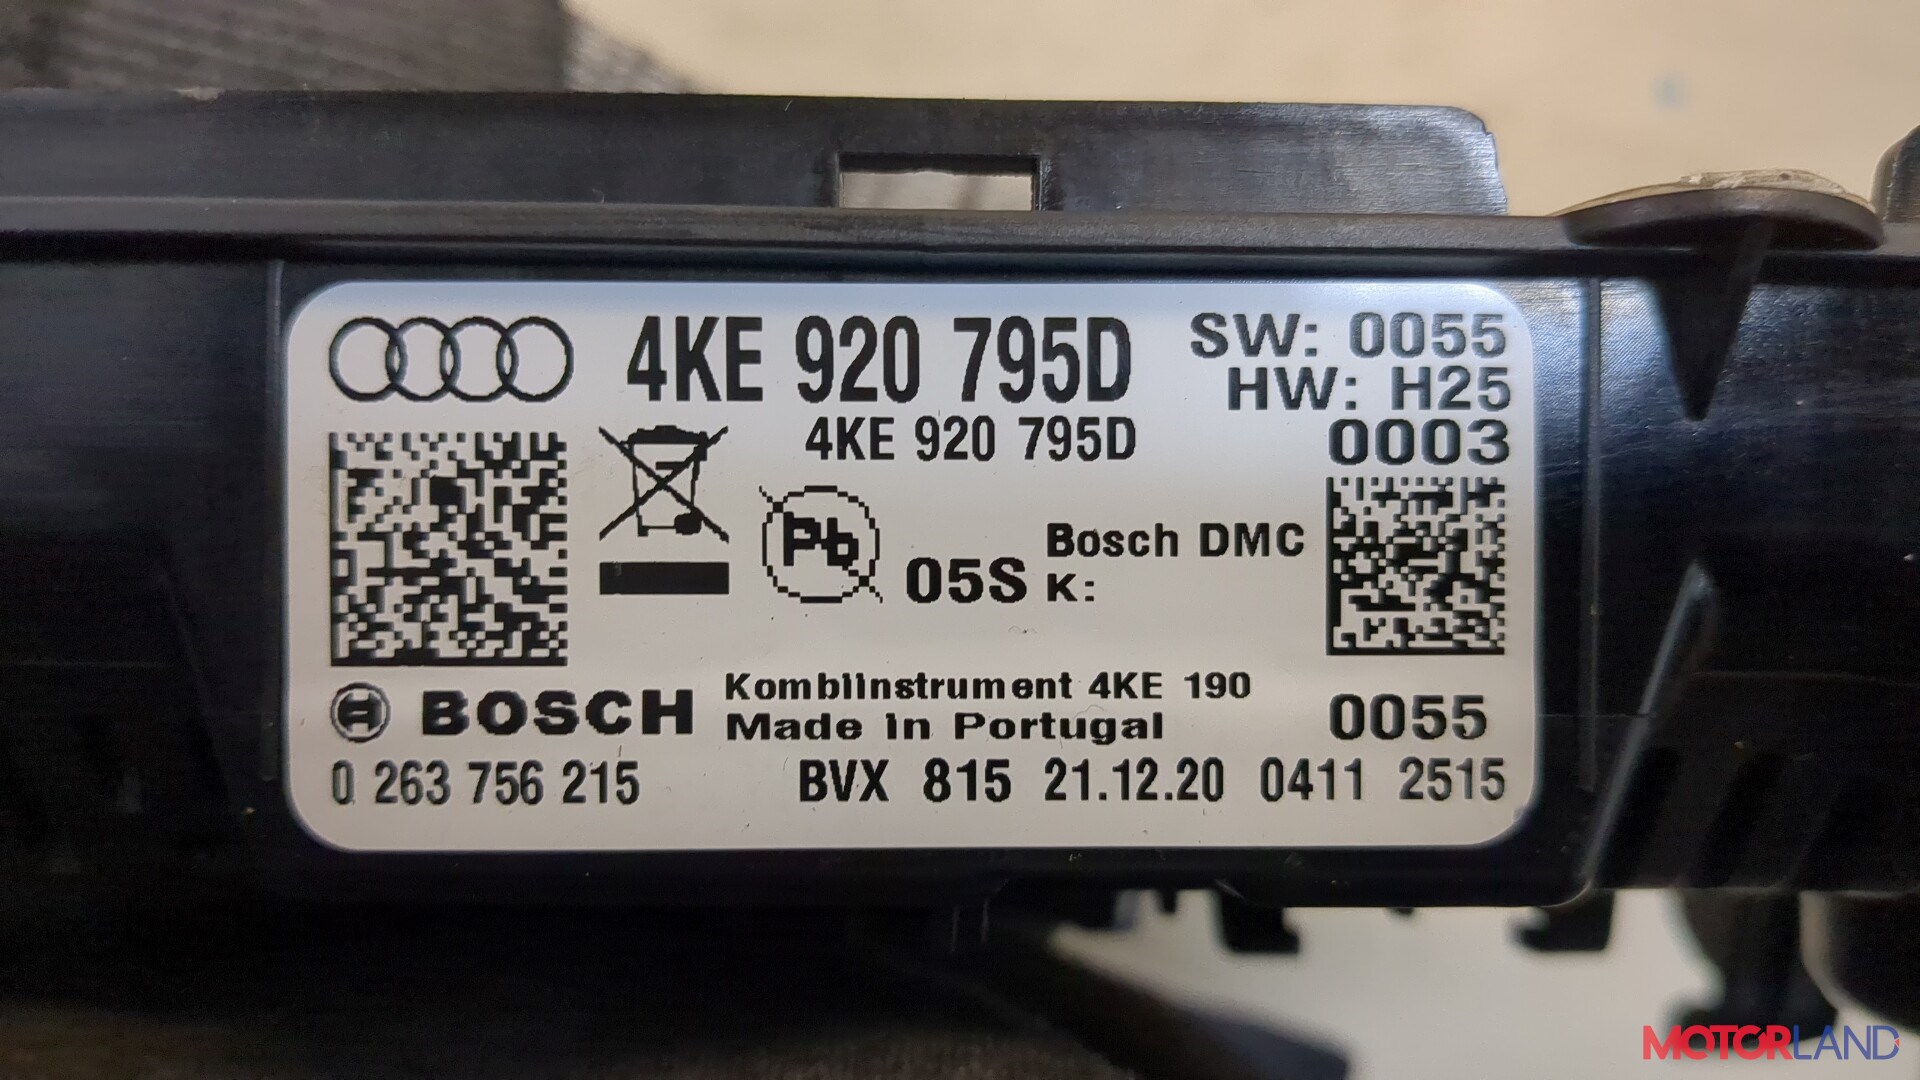 4KE 920 795D
SW: 0055
HW: H25
4KE 920 795D
0003
Pb
05S
Bosch DMC
K:
BOSCH
Kombiinstrument 4KE 190
Made in Portugal
0055
0 263 756 215
BVX 815 21.12.20 0411 2515
MOTORLAND